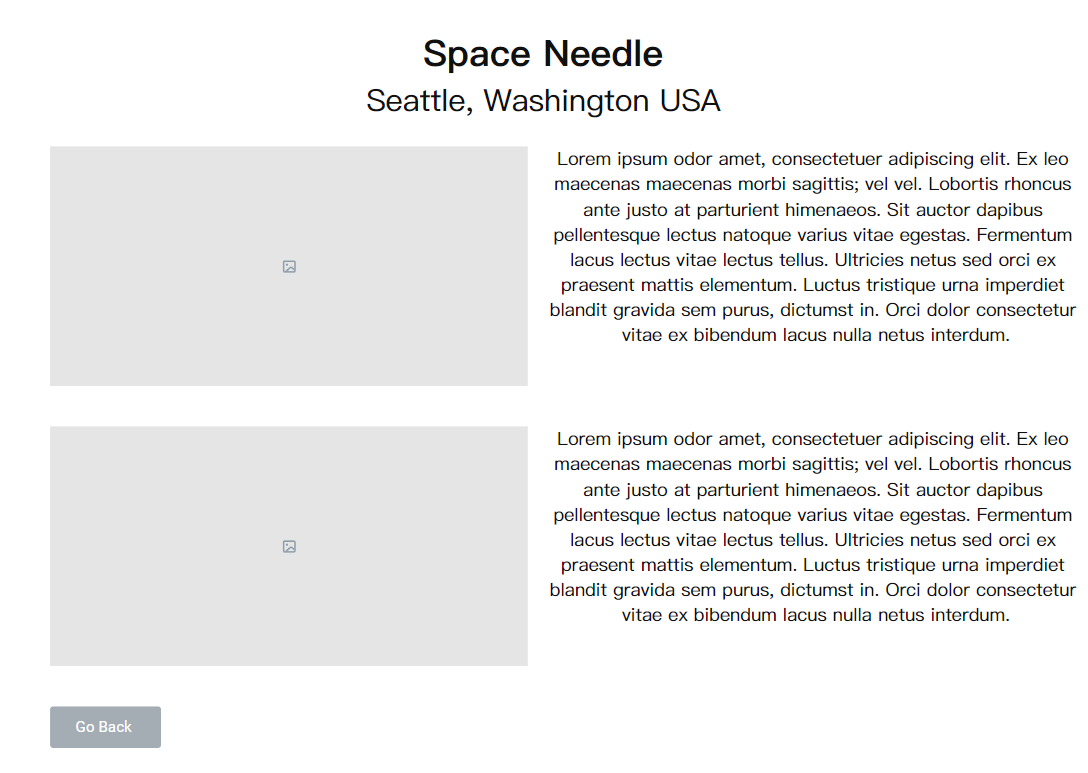 Space Needle
Seattle, Washington USA
Lorem ipsum odor amet, consectetuer adipiscing elit. Ex leo
maecenas maecenas morbi sagittis; vel vel. Lobortis rhoncus
ante justo at parturient himenaeos. Sit auctor dapibus
pellentesque lectus natoque varius vitae egestas. Fermentum
lacus lectus vitae lectus tellus. Ultricies netus sed orci ex
praesent mattis elementum. Luctus tristique urna imperdiet
blandit gravida sem purus, dictumst in. Orci dolor consectetur
vitae ex bibendum lacus nulla netus interdum.
Lorem ipsum odor amet, consectetuer adipiscing elit. Ex leo
maecenas maecenas morbi sagittis; vel vel. Lobortis rhoncus
ante justo at parturient himenaeos. Sit auctor dapibus
pellentesque lectus natoque varius vitae egestas. Fermentum
lacus lectus vitae lectus tellus. Ultricies netus sed orci ex
praesent mattis elementum. Luctus tristique urna imperdiet
blandit gravida sem purus, dictumst in. Orci dolor consectetur
vitae ex bibendum lacus nulla netus interdum.
Go Back